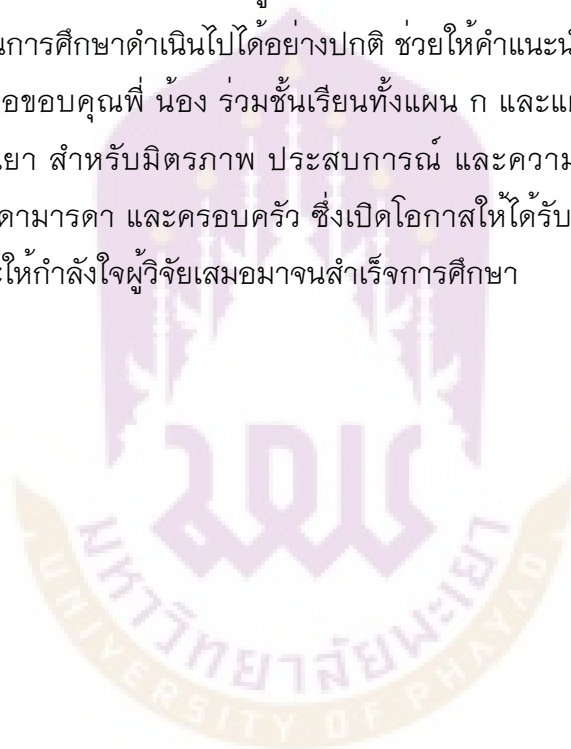 นการศึกษาดำเนินไปได้อย่างปกติ ช่วยให้คำแนะนำ
อขอบคุณพี่ น้อง ร่วมชั้นเรียนทั้งแผน ก และแ
เยา สำหรับมิตรภาพ ประสบการณ์ และความ
ดามารดา และครอบครัว ซึ่งเปิดโอกาสให้ได้รับ
ะให้กำลังใจผู้วิจัยเสมอมาจนสำเร็จการศึกษา
มหาวิทยาลัยพะเยา
UNIVERSITY OF PHAYAO